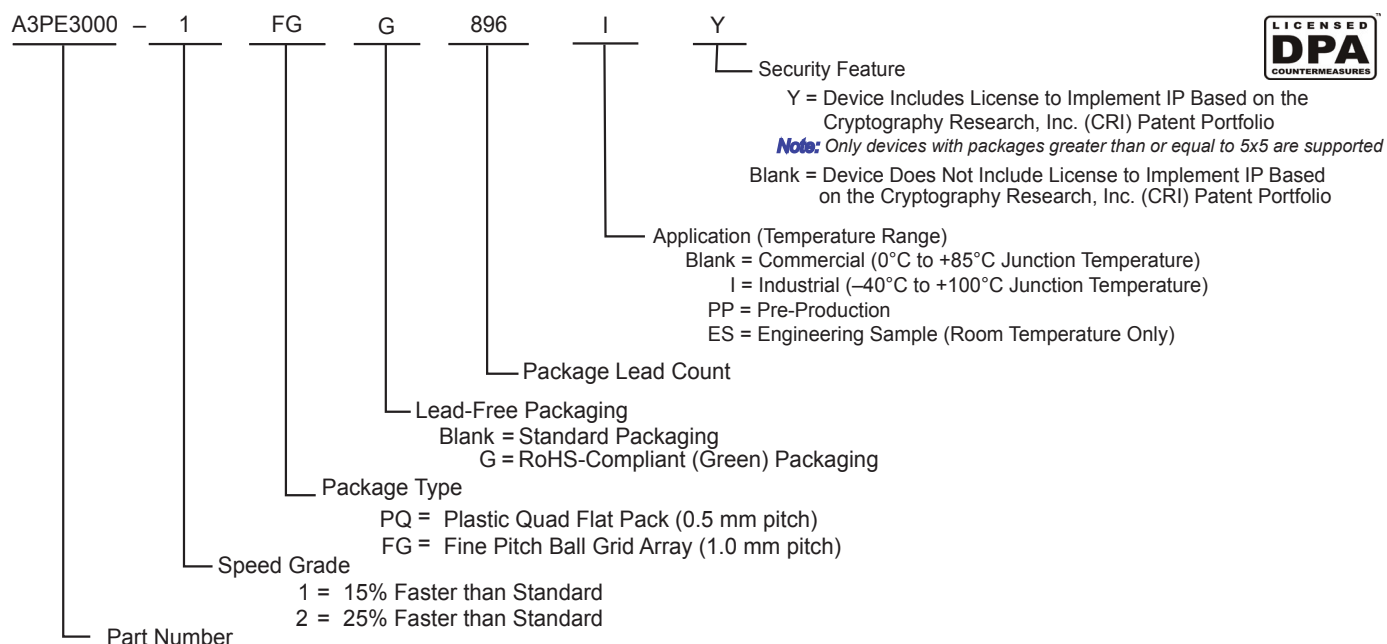 A3PE3000 – 1 FG G 896 I Y
™
LICENSED
DPA
COUNTERMEASURES
Security Feature
Y = Device Includes License to Implement IP Based on the
Cryptography Research, Inc. (CRI) Patent Portfolio
Note: Only devices with packages greater than or equal to 5x5 are supported
Blank = Device Does Not Include License to Implement IP Based
on the Cryptography Research, Inc. (CRI) Patent Portfolio
Application (Temperature Range)
Blank = Commercial (0°C to +85°C Junction Temperature)
I = Industrial (–40°C to +100°C Junction Temperature)
PP = Pre-Production
ES = Engineering Sample (Room Temperature Only)
Package Lead Count
Lead-Free Packaging
Blank = Standard Packaging
G = RoHS-Compliant (Green) Packaging
Package Type
PQ = Plastic Quad Flat Pack (0.5 mm pitch)
FG = Fine Pitch Ball Grid Array (1.0 mm pitch)
Speed Grade
1 = 15% Faster than Standard
2 = 25% Faster than Standard
Part Number